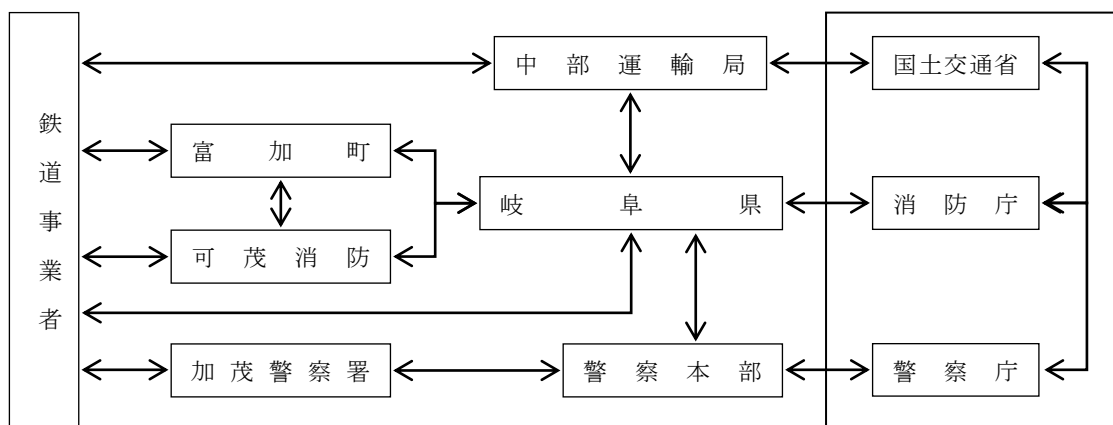 鉄道事業者
中部運輸局
国土交通省
富加町
岐阜県
消防庁
可茂消防
加茂警察署
警察本部
警察庁